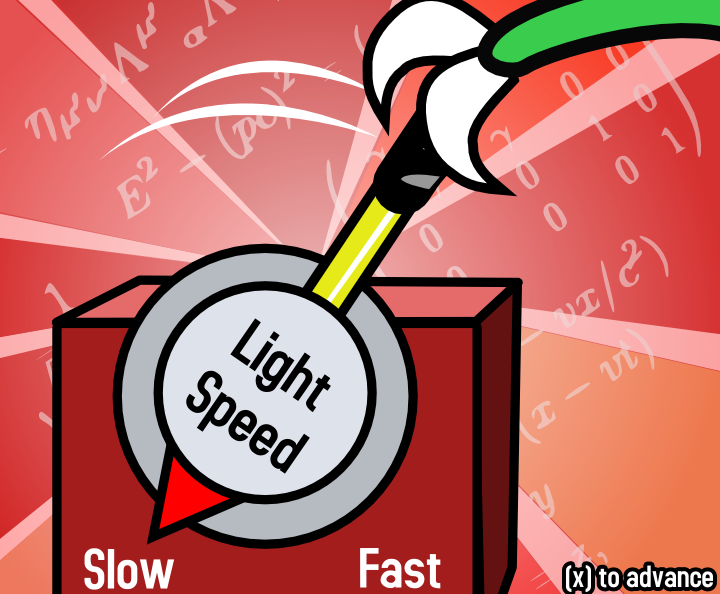 Light
Speed
Slow Fast
(x) to advance
E² − (pc)²
(x − vt)